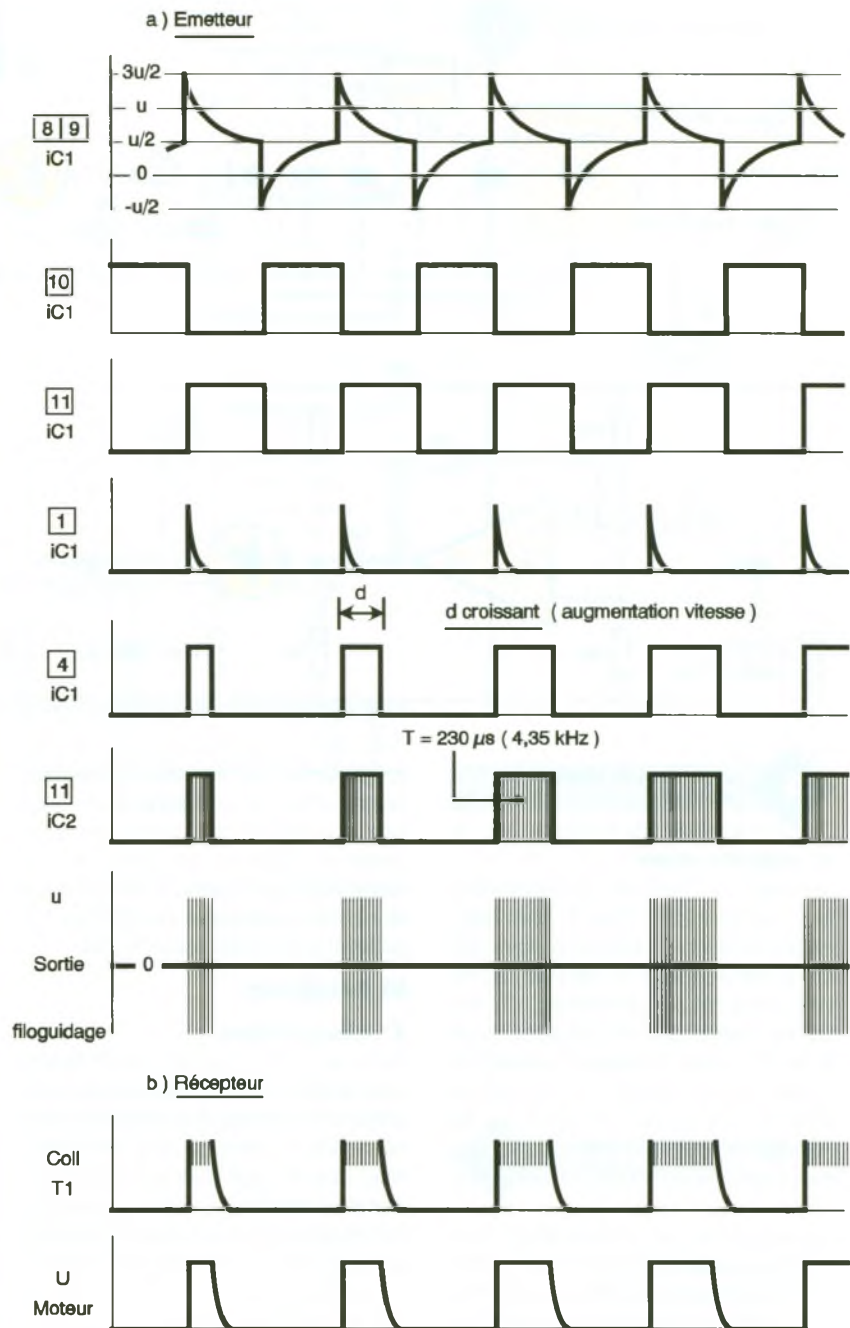 a ) Emetteur
3u/2
u
8 9
u/2
iC1
0
-u/2
10
iC1
11
iC1
1
iC1
d
d croissant ( augmentation vitesse )
4
iC1
T = 230 µs ( 4,35 kHz )
11
iC2
u
Sortie
0
filoguidage
b ) Récepteur
Coll
T1
U
Moteur